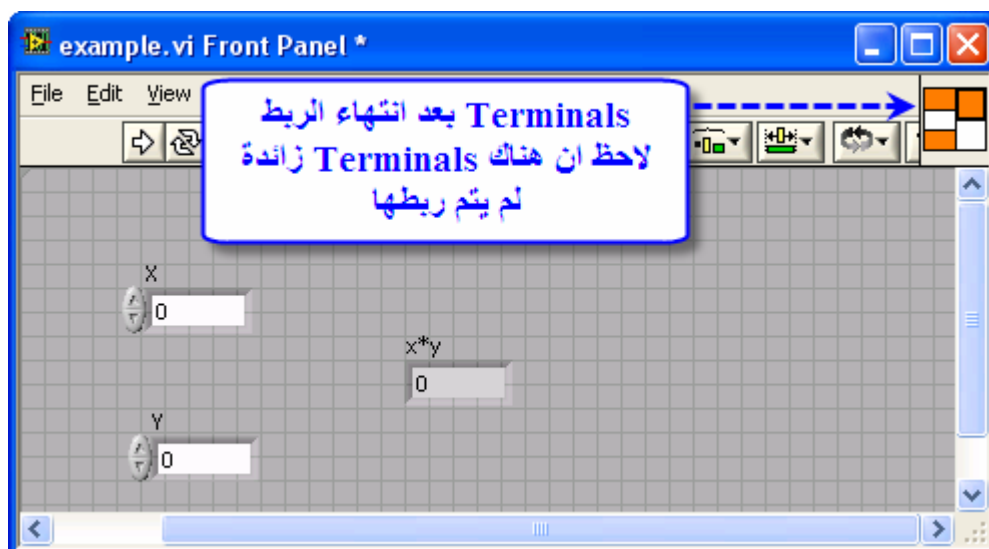 example.vi Front Panel *
File Edit View
Terminals بعد انتهاء الربط
لاحظ ان هناك Terminals زائدة
لم يتم ربطها
X
0
x*y
0
Y
0